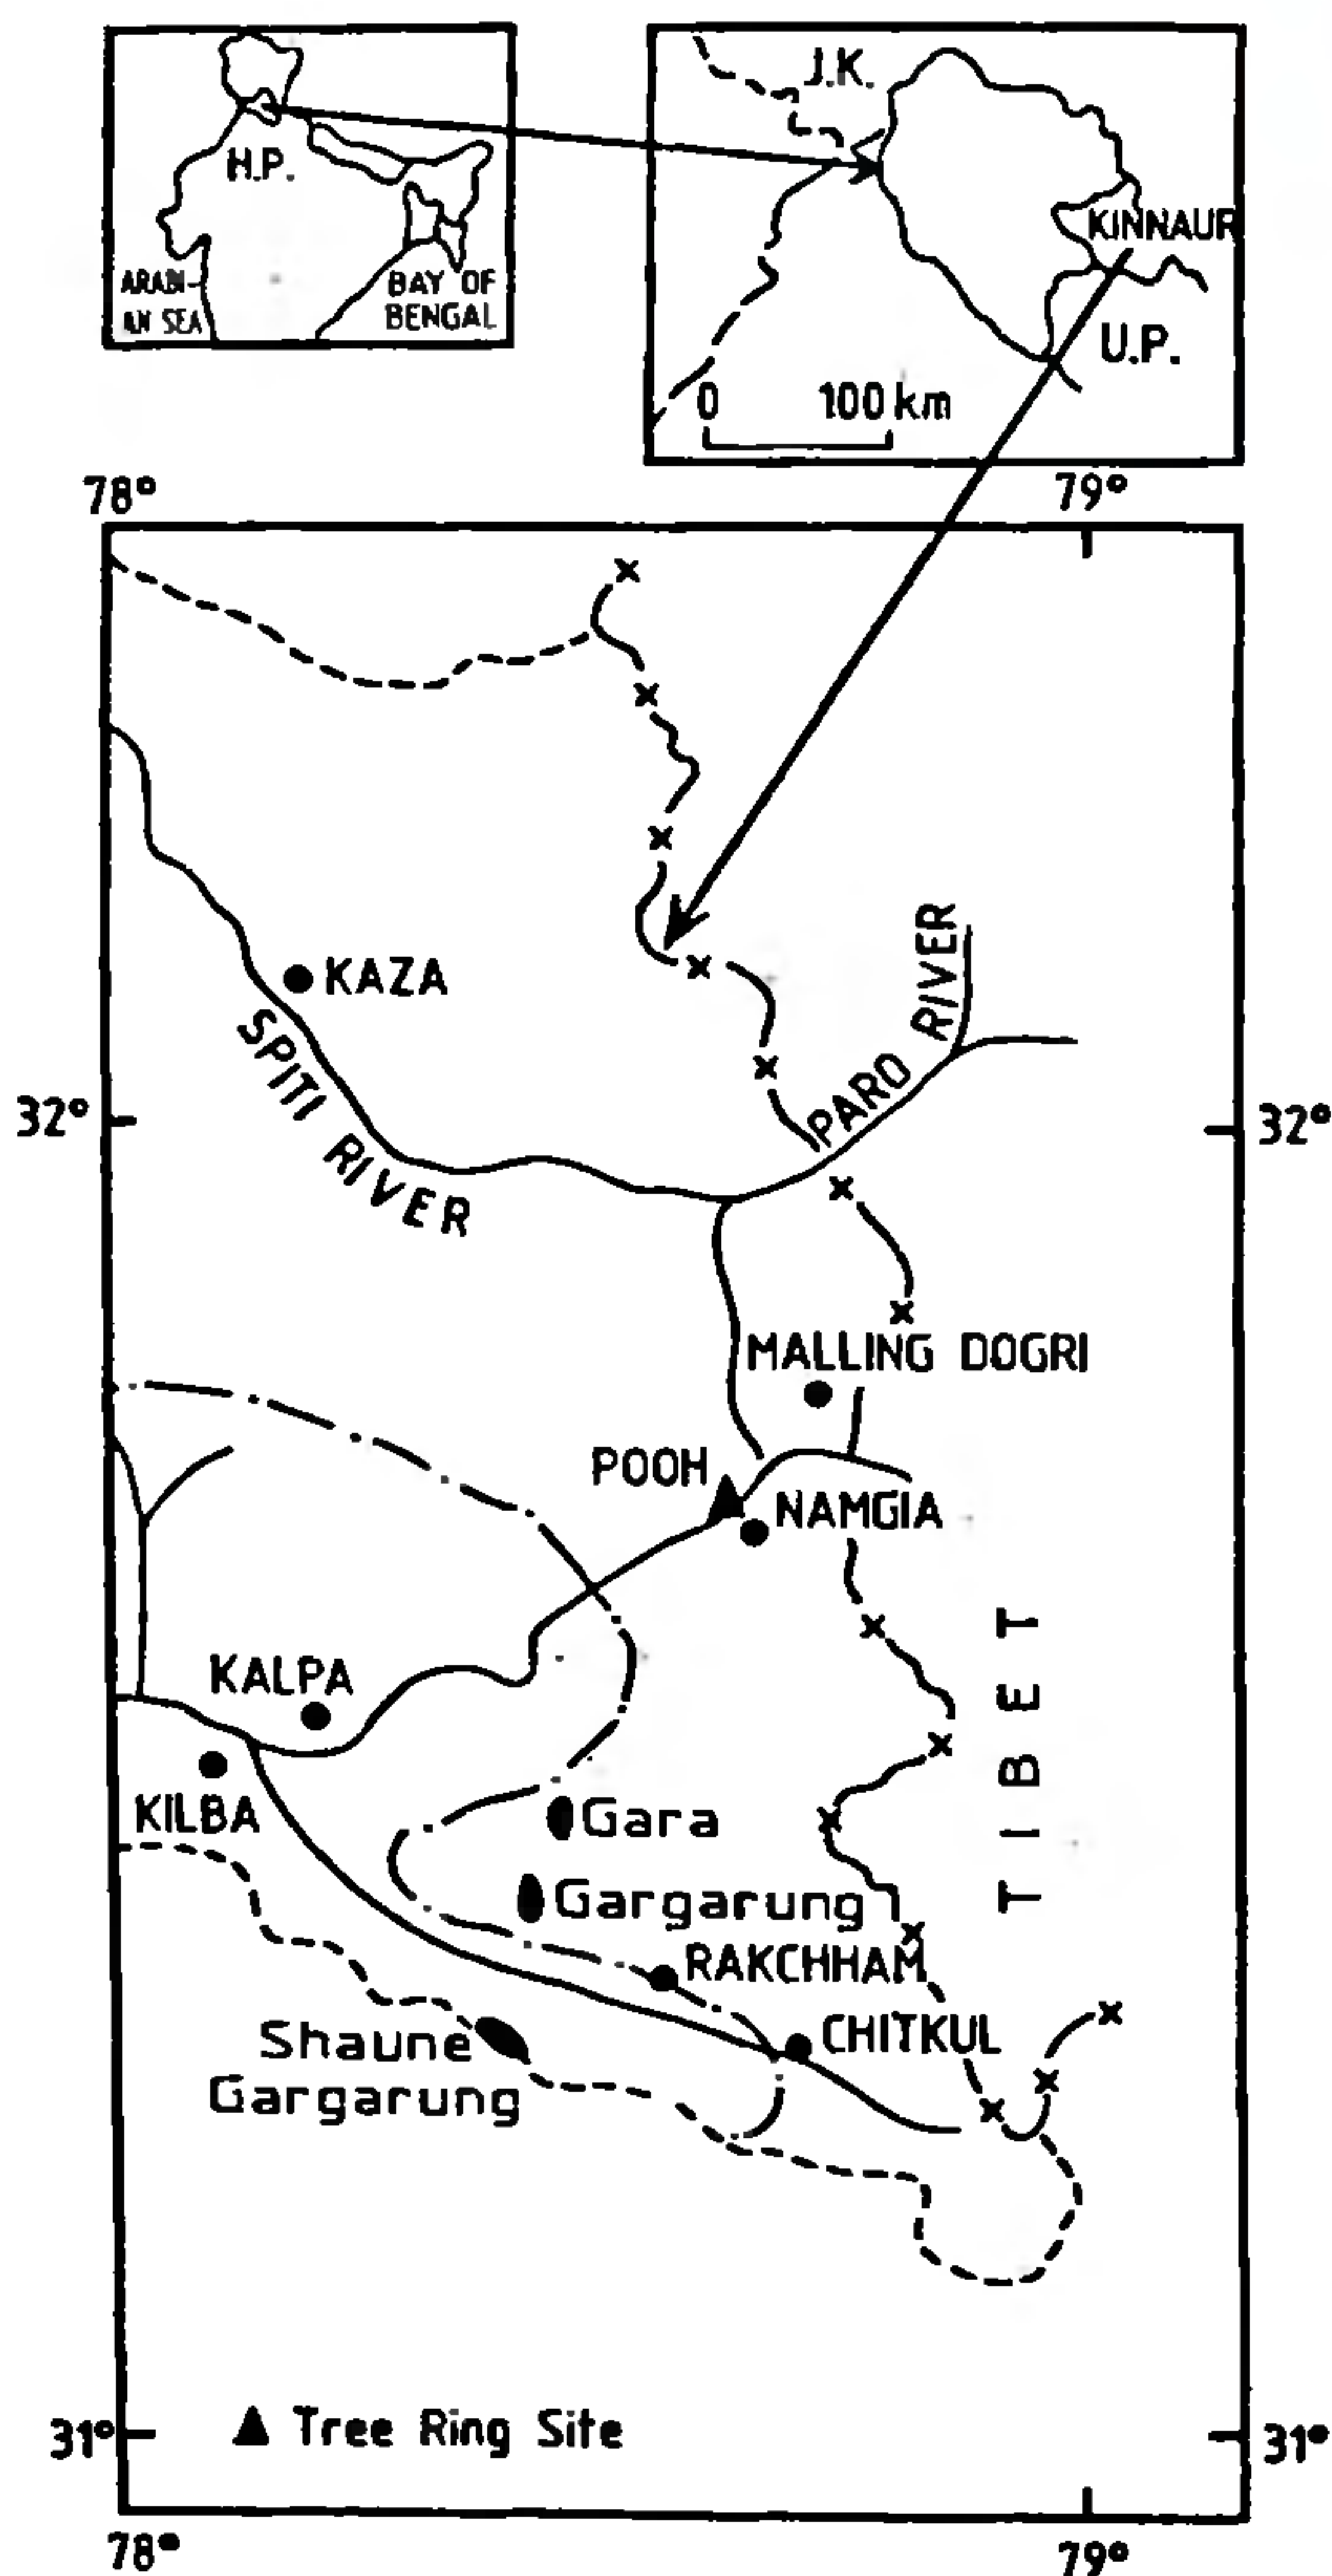 J.K.
H.P.
KINNAUR
ARABI-
AN SEA
BAY OF
BENGAL
U.P.
0 100 km
78° 79°
KAZA
SPITI RIVER
PARO RIVER
32° 32°
MALLING DOGRI
POOH
NAMGIA
TIBET
KALPA
KILBA
Gara
Gargarung
RAKCHHAM
CHITKUL
Shaune
Gargarung
31° 31°
Tree Ring Site
78° 79°